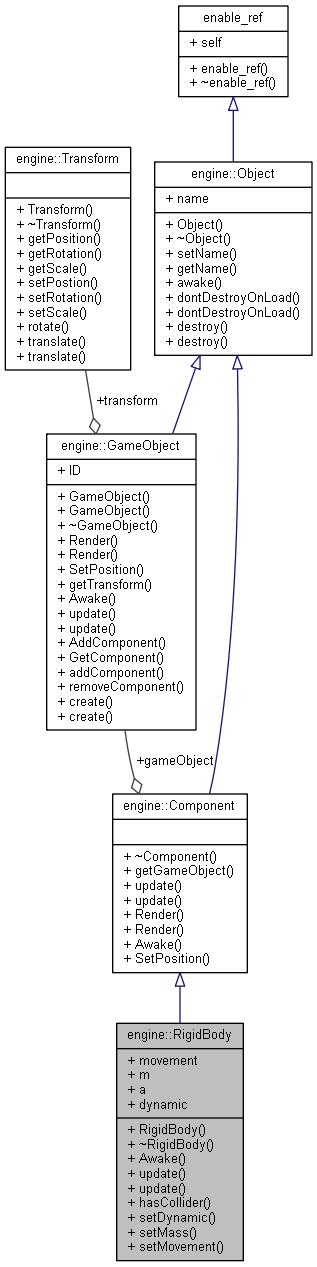 enable_ref
+ self
+ enable_ref()
+ ~enable_ref()
engine::Transform
+ Transform()
+ ~Transform()
+ getPosition()
+ getRotation()
+ getScale()
+ setPostion()
+ setRotation()
+ setScale()
+ rotate()
+ translate()
+ translate()
engine::Object
+ name
+ Object()
+ ~Object()
+ setName()
+ getName()
+ awake()
+ dontDestroyOnLoad()
+ dontDestroyOnLoad()
+ destroy()
+ destroy()
+transform
engine::GameObject
+ ID
+ GameObject()
+ GameObject()
+ ~GameObject()
+ Render()
+ Render()
+ SetPosition()
+ getTransform()
+ Awake()
+ update()
+ update()
+ AddComponent()
+ GetComponent()
+ addComponent()
+ removeComponent()
+ create()
+ create()
+gameObject
engine::Component
+ ~Component()
+ getGameObject()
+ update()
+ update()
+ Render()
+ Render()
+ Awake()
+ SetPosition()
engine::RigidBody
+ movement
+ m
+ a
+ dynamic
+ RigidBody()
+ ~RigidBody()
+ Awake()
+ update()
+ update()
+ hasCollider()
+ setDynamic()
+ setMass()
+ setMovement()